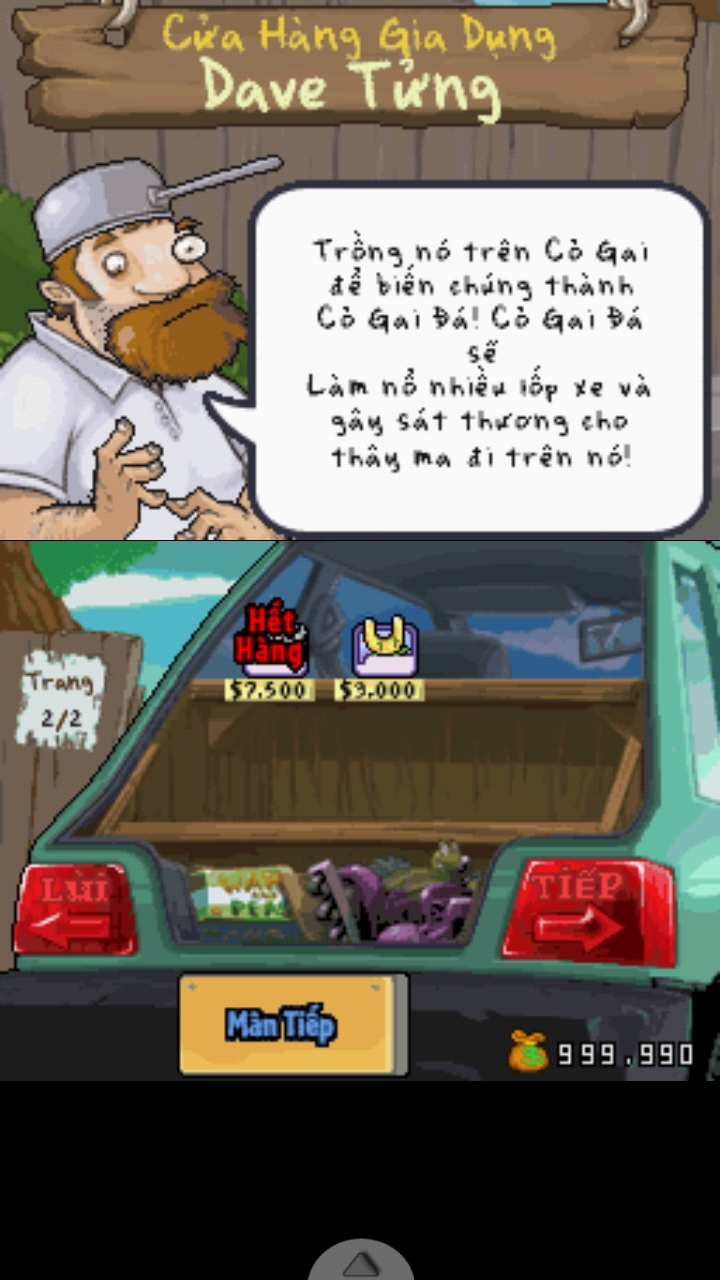 Cửa Hàng Gia Dụng
Dave Tửng
Trồng nó trên Cỏ Gai
để biến chúng thành
Cỏ Gai Đá! Cỏ Gai Đá
sẽ
Làm nổ nhiều lốp xe và
gây sát thương cho
thây ma đi trên nó!
Hết
Hàng
$7,500
$3,000
Trang
2/2
LÙI
TIẾP
Màn Tiếp
999,990